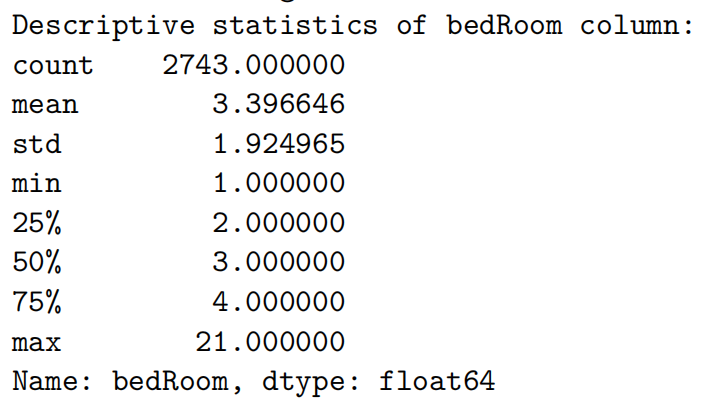 Descriptive statistics of bedRoom column:
count 2743.000000
mean 3.396646
std 1.924965
min 1.000000
25% 2.000000
50% 3.000000
75% 4.000000
max 21.000000
Name: bedRoom, dtype: float64